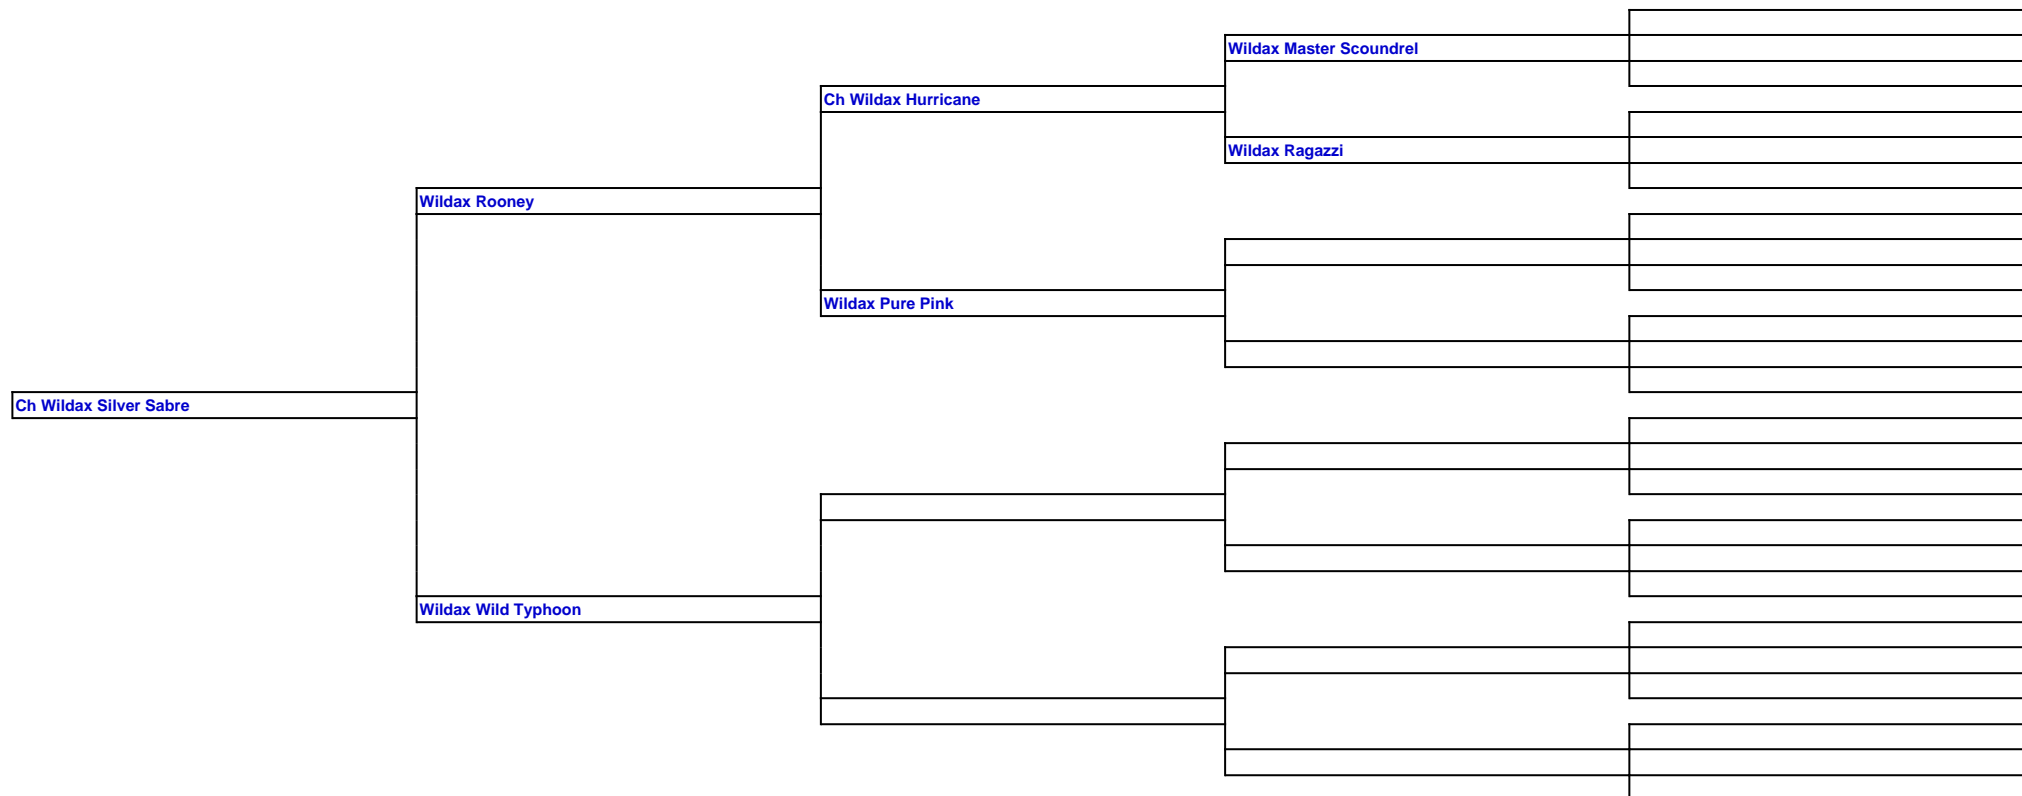 Wildax Master Scoundrel
Ch Wildax Hurricane
Wildax Ragazzi
Wildax Rooney
Wildax Pure Pink
Ch Wildax Silver Sabre
Wildax Wild Typhoon